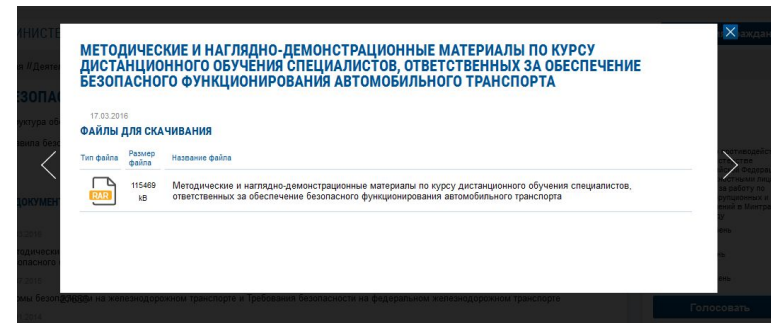 МЕТОДИЧЕСКИЕ И НАГЛЯДНО-ДЕМОНСТРАЦИОННЫЕ МАТЕРИАЛЫ ПО КУРСУ
ДИСТАНЦИОННОГО ОБУЧЕНИЯ СПЕЦИАЛИСТОВ, ОТВЕТСТВЕННЫХ ЗА ОБЕСПЕЧЕНИЕ
БЕЗОПАСНОГО ФУНКЦИОНИРОВАНИЯ АВТОМОБИЛЬНОГО ТРАНСПОРТА
17.03.2016
ФАЙЛЫ ДЛЯ СКАЧИВАНИЯ
Тип файла
Размер
файла
Название файла
RAR
115469
kB
Методические и наглядно-демонстрационные материалы по курсу дистанционного обучения специалистов,
ответственных за обеспечение безопасного функционирования автомобильного транспорта
на железнодорожном транспорте и Требования безопасности на федеральном железнодорожном транспорте
Голосовать